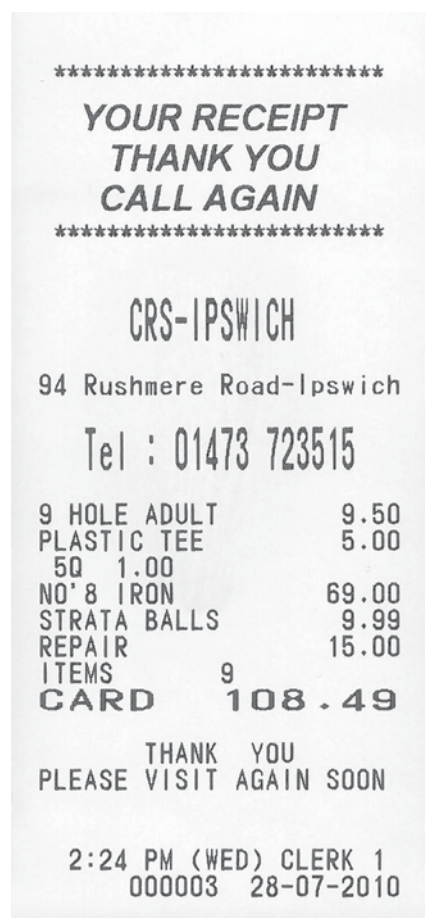 *************************
YOUR RECEIPT
THANK YOU
CALL AGAIN
*************************
CRS-IPSWICH
94 Rushmere Road-Ipswich
Tel : 01473 723515
9 HOLE ADULT 9.50
PLASTIC TEE 5.00
5Q 1.00
NO'8 IRON 69.00
STRATA BALLS 9.99
REPAIR 15.00
ITEMS 9
CARD 108.49
THANK YOU
PLEASE VISIT AGAIN SOON
2:24 PM (WED) CLERK 1
000003 28-07-2010